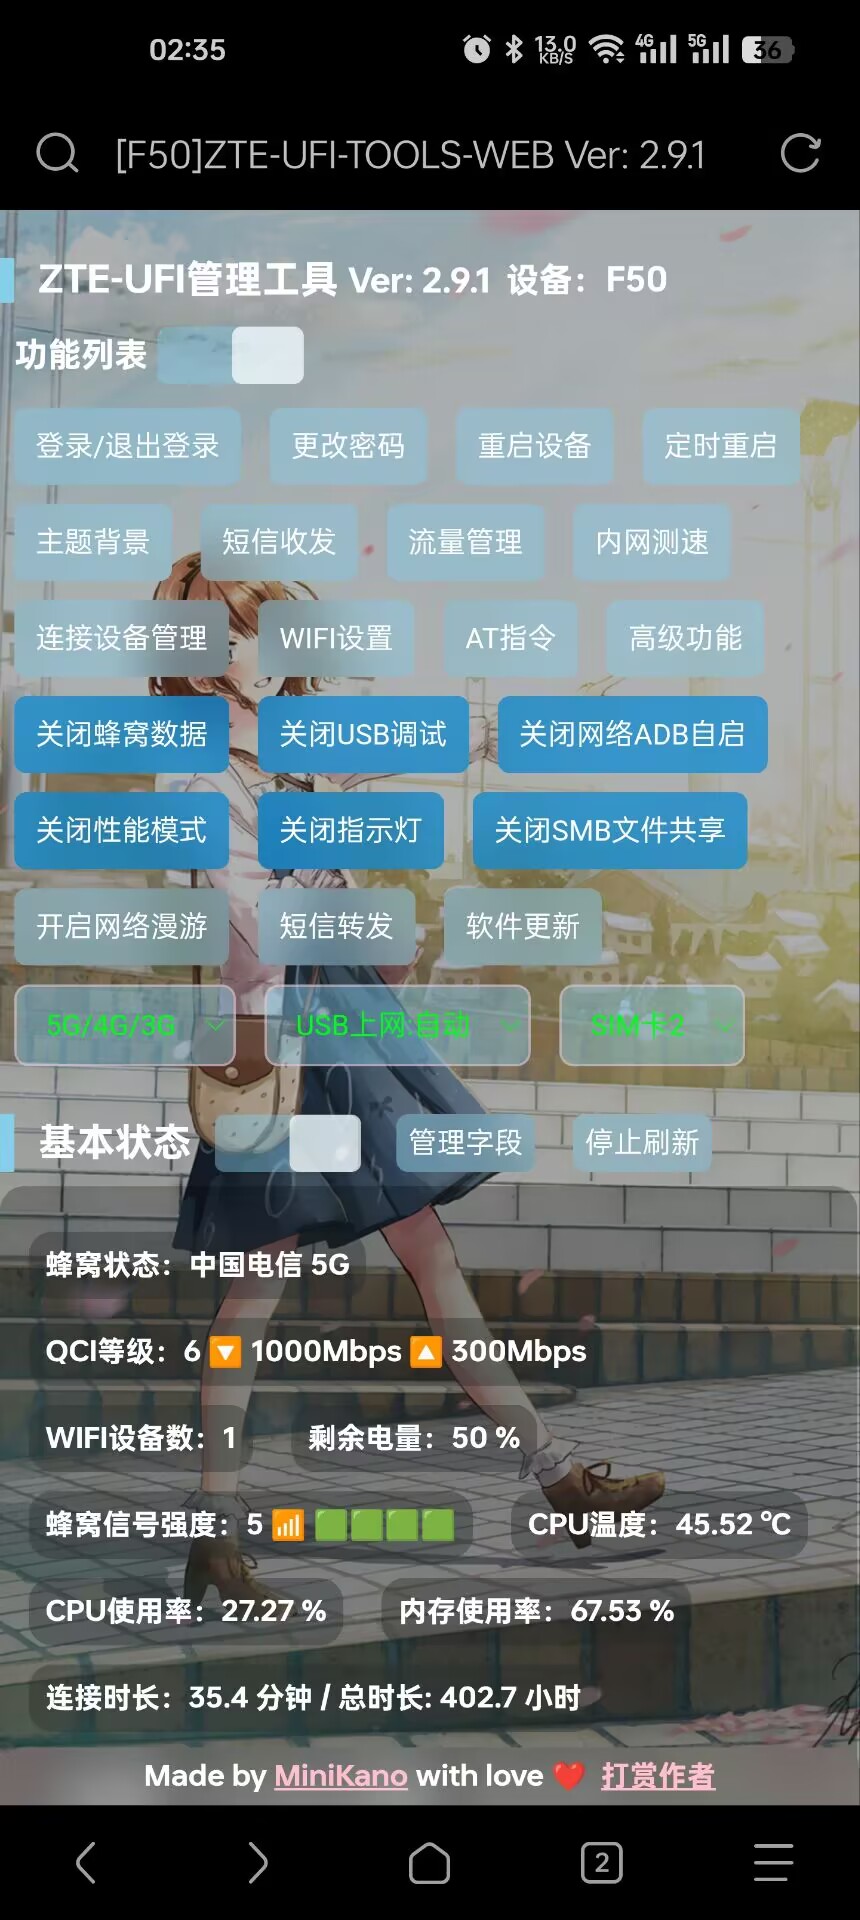 02:35 13.0 KB/S 4G 5G 36
[F50]ZTE-UFI-TOOLS-WEB Ver: 2.9.1
ZTE-UFI管理工具 Ver: 2.9.1 设备：F50
功能列表
登录/退出登录 更改密码 重启设备 定时重启
主题背景 短信收发 流量管理 内网测速
连接设备管理 WIFI设置 AT指令 高级功能
关闭蜂窝数据 关闭USB调试 关闭网络ADB自启
关闭性能模式 关闭指示灯 关闭SMB文件共享
开启网络漫游 短信转发 软件更新
5G/4G/3G USB上网:自动 SIM卡2
基本状态 管理字段 停止刷新
蜂窝状态：中国电信 5G
QCI等级：6 🔽 1000Mbps 🔼 300Mbps
WIFI设备数：1 剩余电量：50 %
蜂窝信号强度：5 📶 🟩🟩🟩🟩 CPU温度：45.52 ℃
CPU使用率：27.27 % 内存使用率：67.53 %
连接时长：35.4 分钟 / 总时长: 402.7 小时
Made by MiniKano with love ❤️ 打赏作者
2